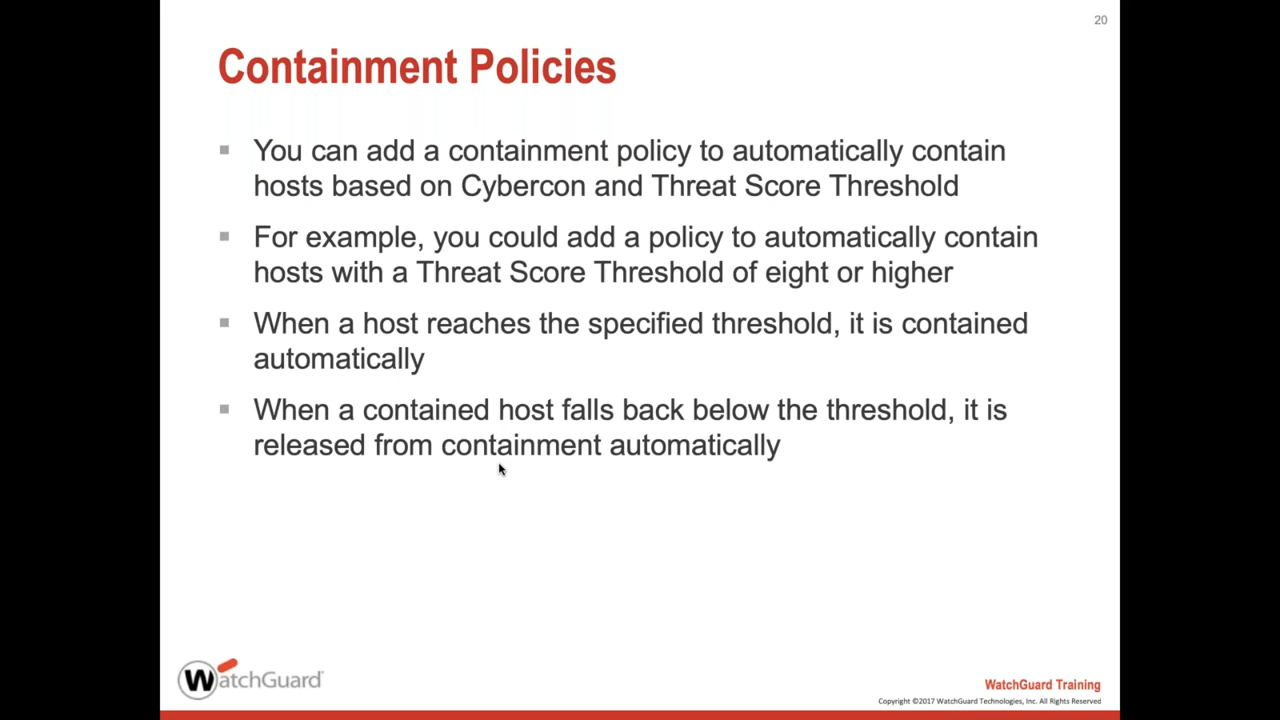 20
Containment Policies
You can add a containment policy to automatically contain
hosts based on Cybercon and Threat Score Threshold
For example, you could add a policy to automatically contain
hosts with a Threat Score Threshold of eight or higher
When a host reaches the specified threshold, it is contained
automatically
When a contained host falls back below the threshold, it is
released from containment automatically
WatchGuard
WatchGuard Training
Copyright ©2017 WatchGuard Technologies, Inc. All Rights Reserved